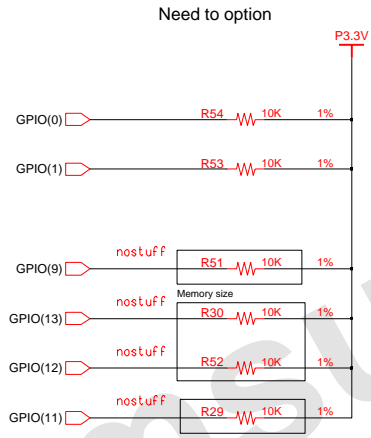 Need to option
P3.3V
GPIO(0) R54 10K 1%
GPIO(1) R53 10K 1%
nostuff
GPIO(9) R51 10K 1%
Memory size
nostuff
GPIO(13) R30 10K 1%
nostuff
GPIO(12) R52 10K 1%
nostuff
GPIO(11) R29 10K 1%